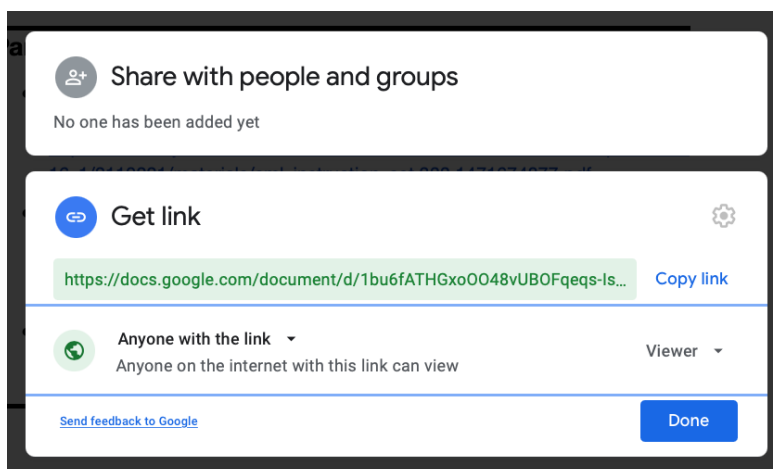 Pa
Share with people and groups
No one has been added yet
Get link
https://docs.google.com/document/d/1bu6fATHGxoOO48vUBOFqeqs-Is...
Copy link
Anyone with the link
Anyone on the internet with this link can view
Viewer
Send feedback to Google
Done